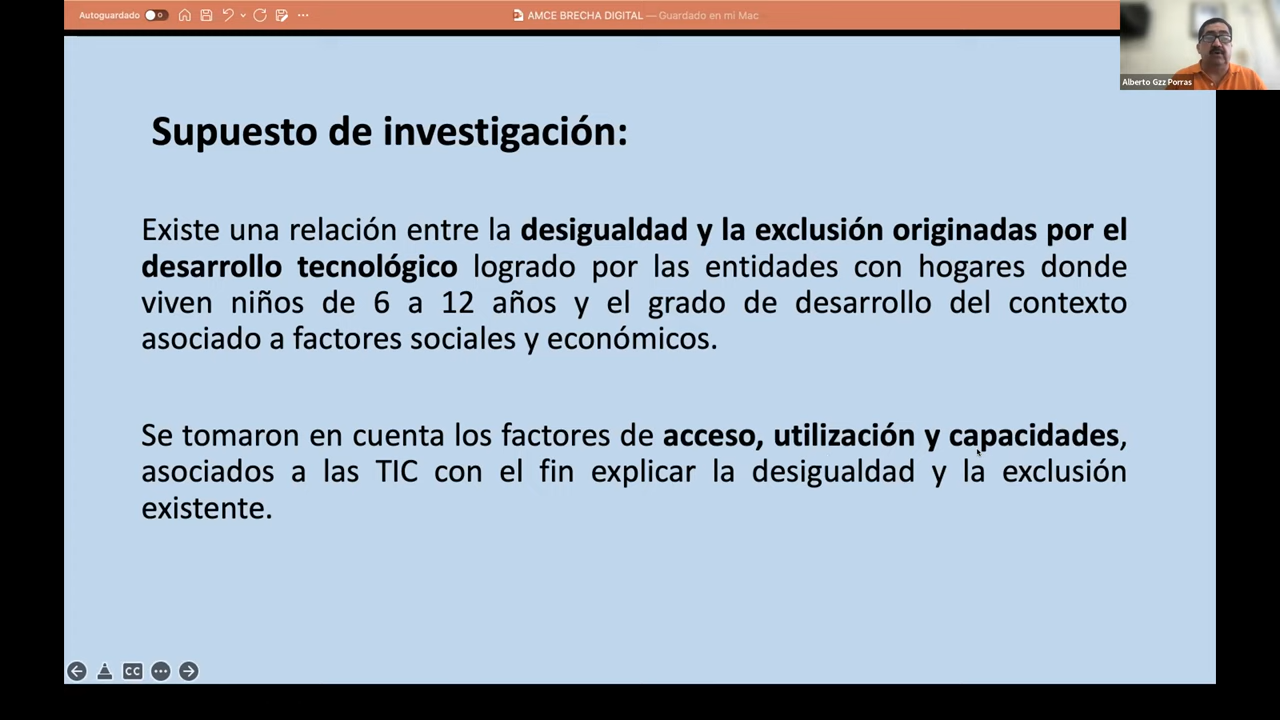 Autoguardado
AMCE BRECHA DIGITAL — Guardado en mi Mac
Alberto Gzz Porras
Supuesto de investigación:
Existe una relación entre la desigualdad y la exclusión originadas por el
desarrollo tecnológico logrado por las entidades con hogares donde
viven niños de 6 a 12 años y el grado de desarrollo del contexto
asociado a factores sociales y económicos.
Se tomaron en cuenta los factores de acceso, utilización y capacidades,
asociados a las TIC con el fin explicar la desigualdad y la exclusión
existente.
CC